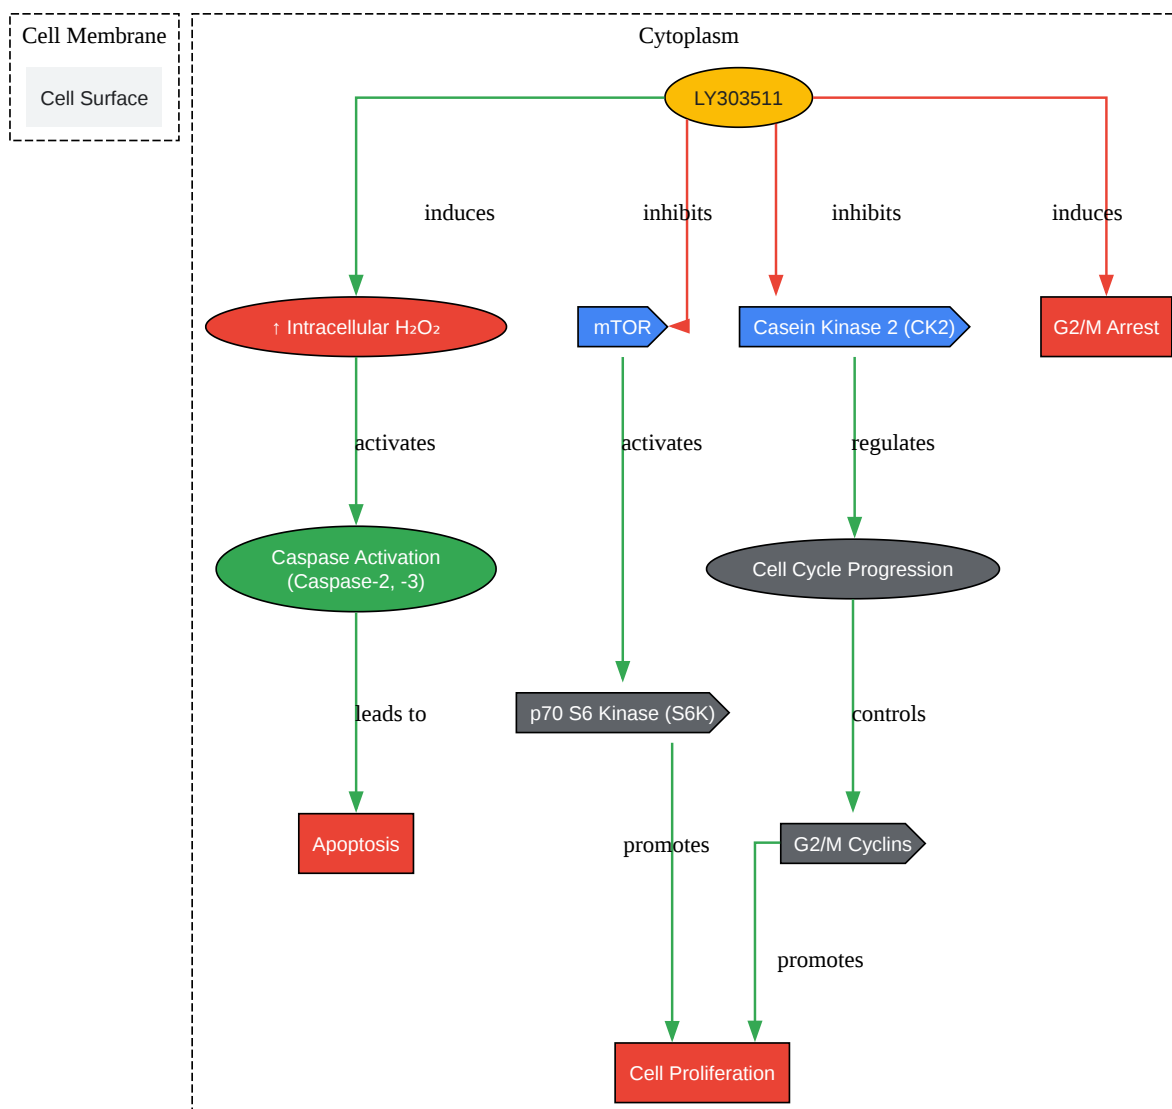 Cell Membrane
Cytoplasm
Cell Surface
LY303511
induces
inhibits
inhibits
induces
↑ Intracellular H₂O₂
mTOR
Casein Kinase 2 (CK2)
G2/M Arrest
activates
activates
regulates
Caspase Activation
(Caspase-2, -3)
Cell Cycle Progression
leads to
p70 S6 Kinase (S6K)
controls
Apoptosis
promotes
G2/M Cyclins
promotes
Cell Proliferation